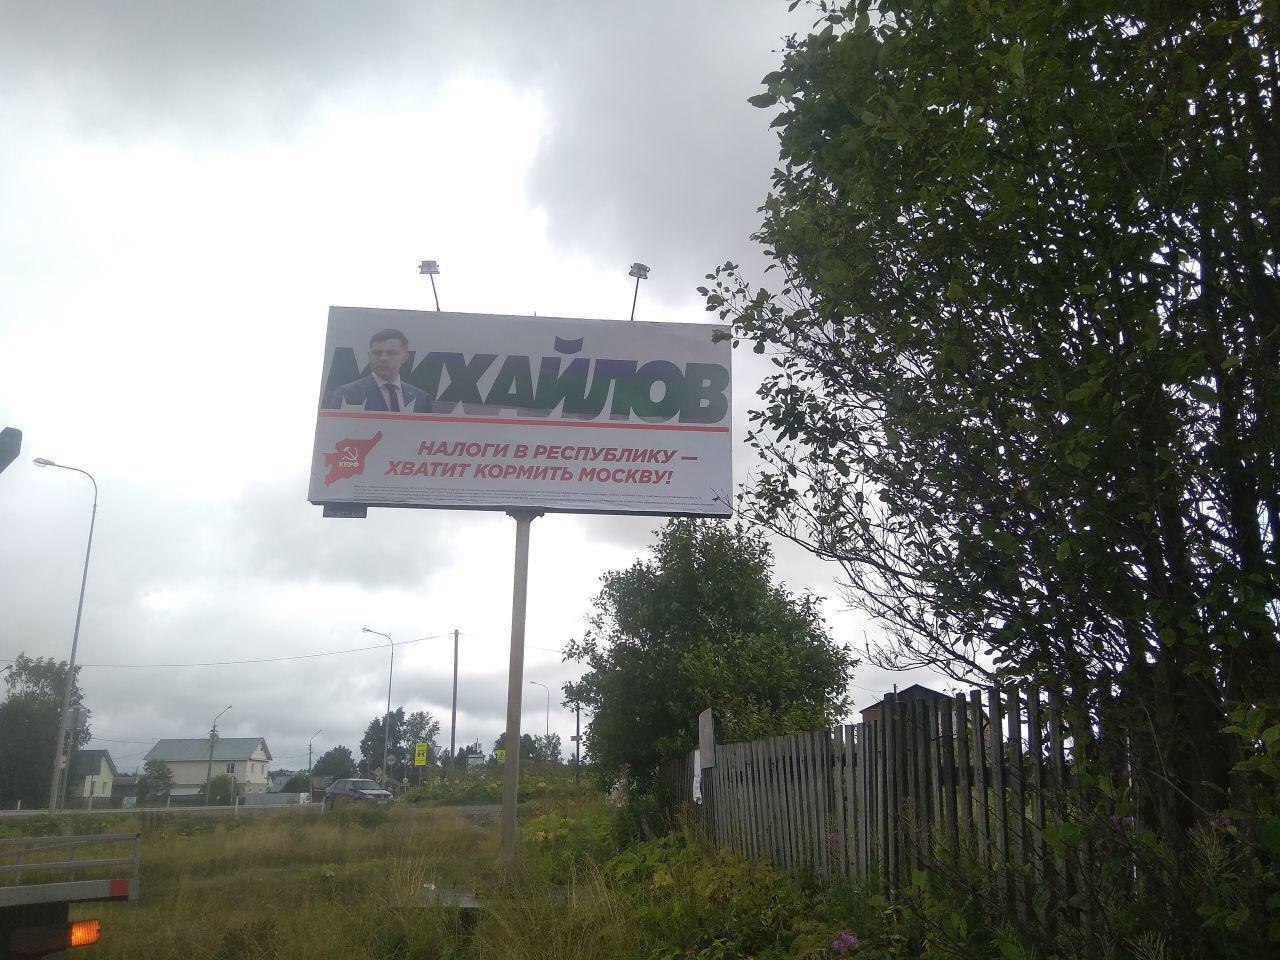 МИХАЙЛОВ
КПРФ
НАЛОГИ В РЕСПУБЛИКУ —
ХВАТИТ КОРМИТЬ МОСКВУ!